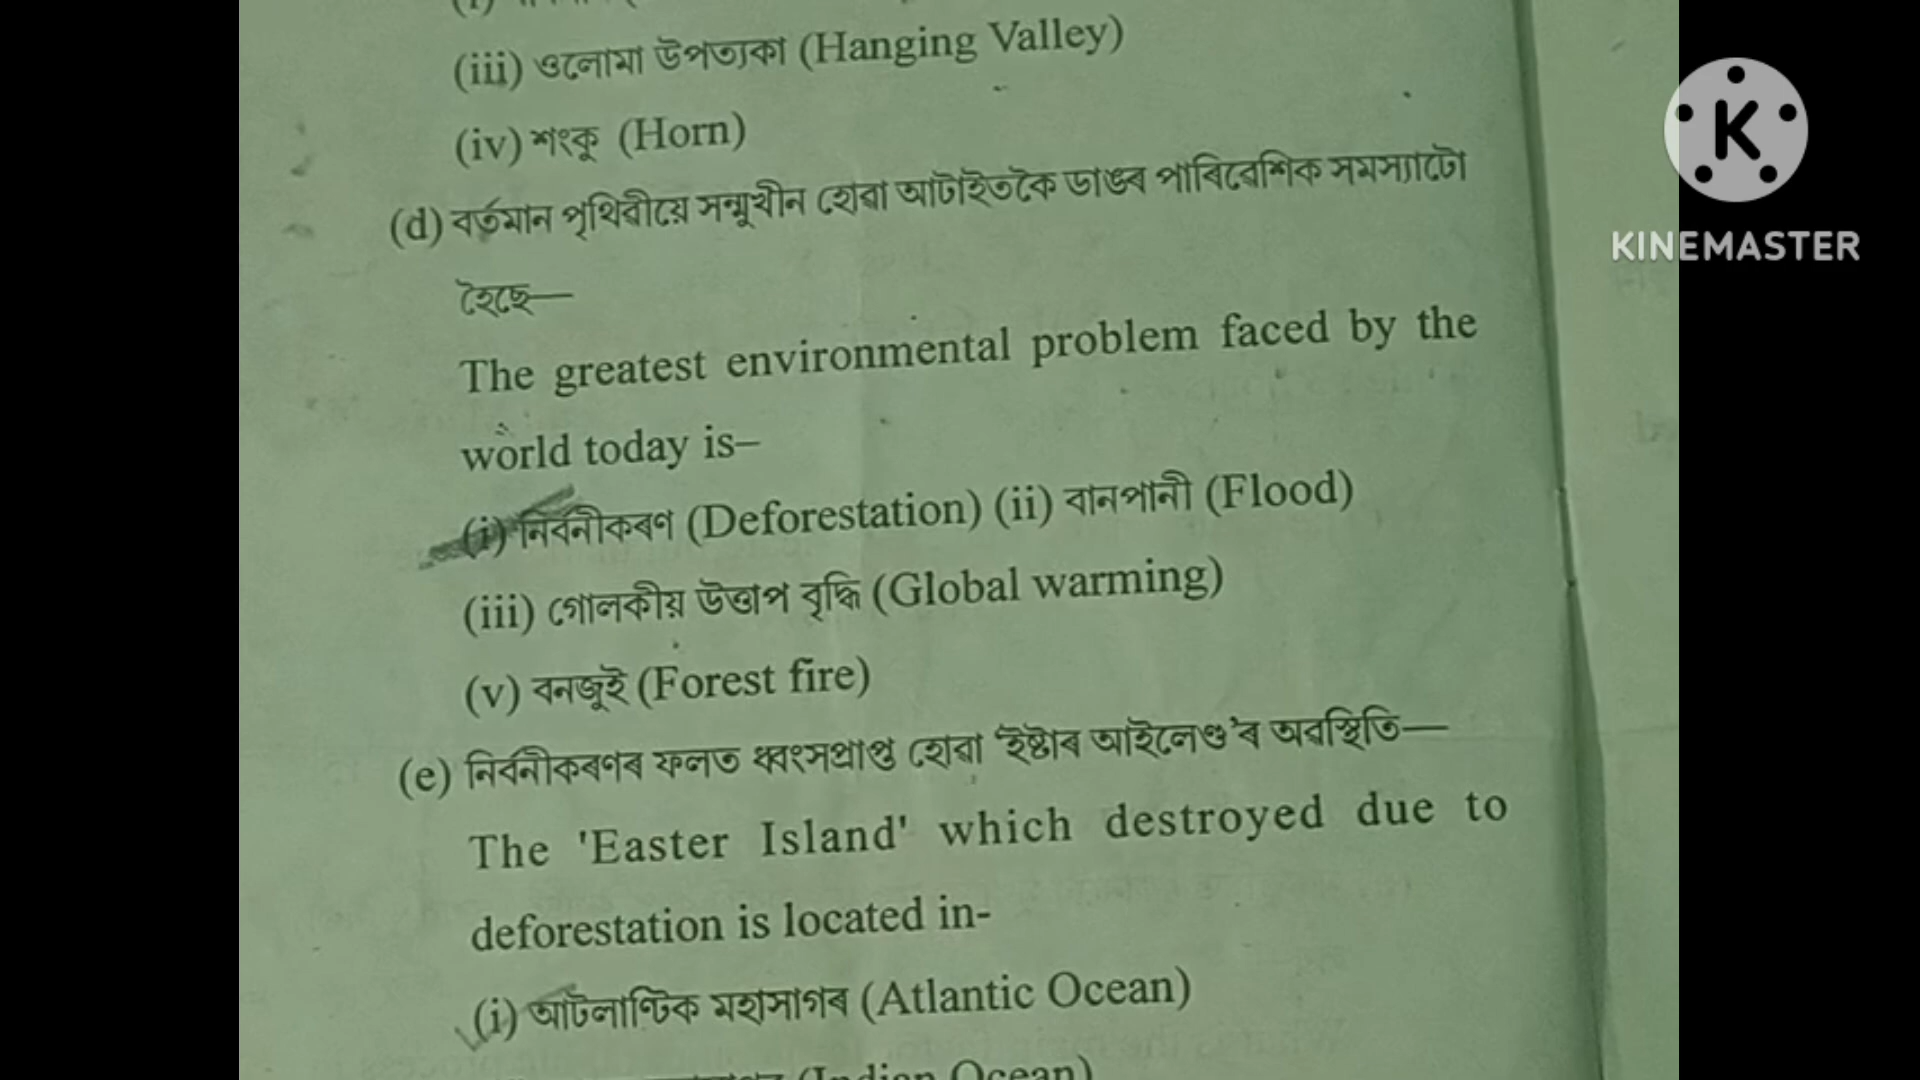 (iii) ওলোমা উপত্যকা (Hanging Valley)
(iv) শংকু (Horn)
(d) বৰ্তমান পৃথিৱীয়ে সন্মুখীন হোৱা আটাইতকৈ ডাঙৰ পাৰিৱেশিক সমস্যাটো
হৈছে—
The greatest environmental problem faced by the
world today is–
(i) নিৰ্বনীকৰণ (Deforestation) (ii) বানপানী (Flood)
(iii) গোলকীয় উত্তাপ বৃদ্ধি (Global warming)
(v) বনজুই (Forest fire)
(e) নিৰ্বনীকৰণৰ ফলত ধ্বংসপ্ৰাপ্ত হোৱা 'ইষ্টাৰ আইলেণ্ড'ৰ অৱস্থিতি—
The 'Easter Island' which destroyed due to
deforestation is located in-
(i) আটলাণ্টিক মহাসাগৰ (Atlantic Ocean)
(Indian Ocean)
K
KINEMASTER